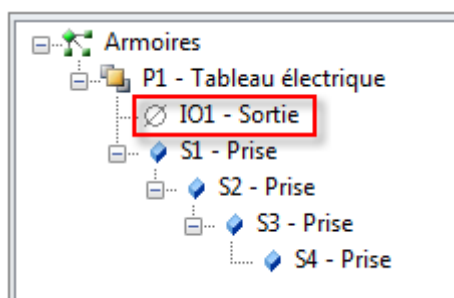 Armoires
P1 - Tableau électrique
IO1 - Sortie
S1 - Prise
S2 - Prise
S3 - Prise
S4 - Prise